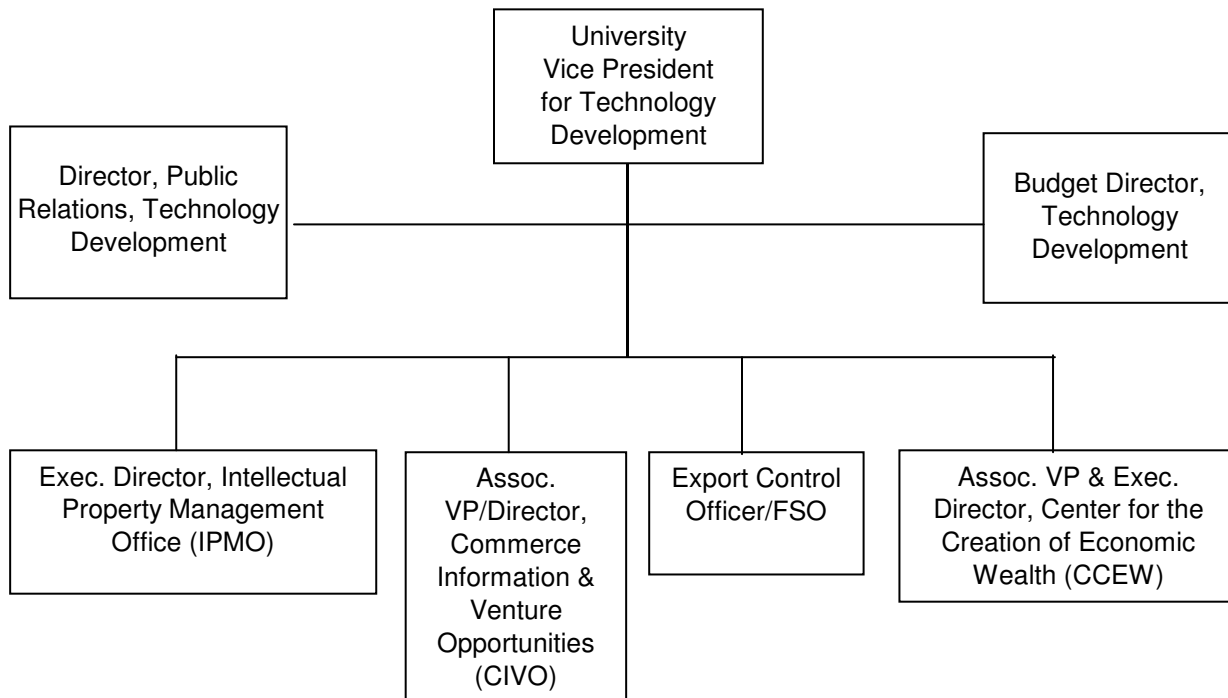 University
Vice President
for Technology
Development
Director, Public
Relations, Technology
Development
Budget Director,
Technology
Development
Exec. Director, Intellectual
Property Management
Office (IPMO)
Assoc.
VP/Director,
Commerce
Information &
Venture
Opportunities
(CIVO)
Export Control
Officer/FSO
Assoc. VP & Exec.
Director, Center for the
Creation of Economic
Wealth (CCEW)